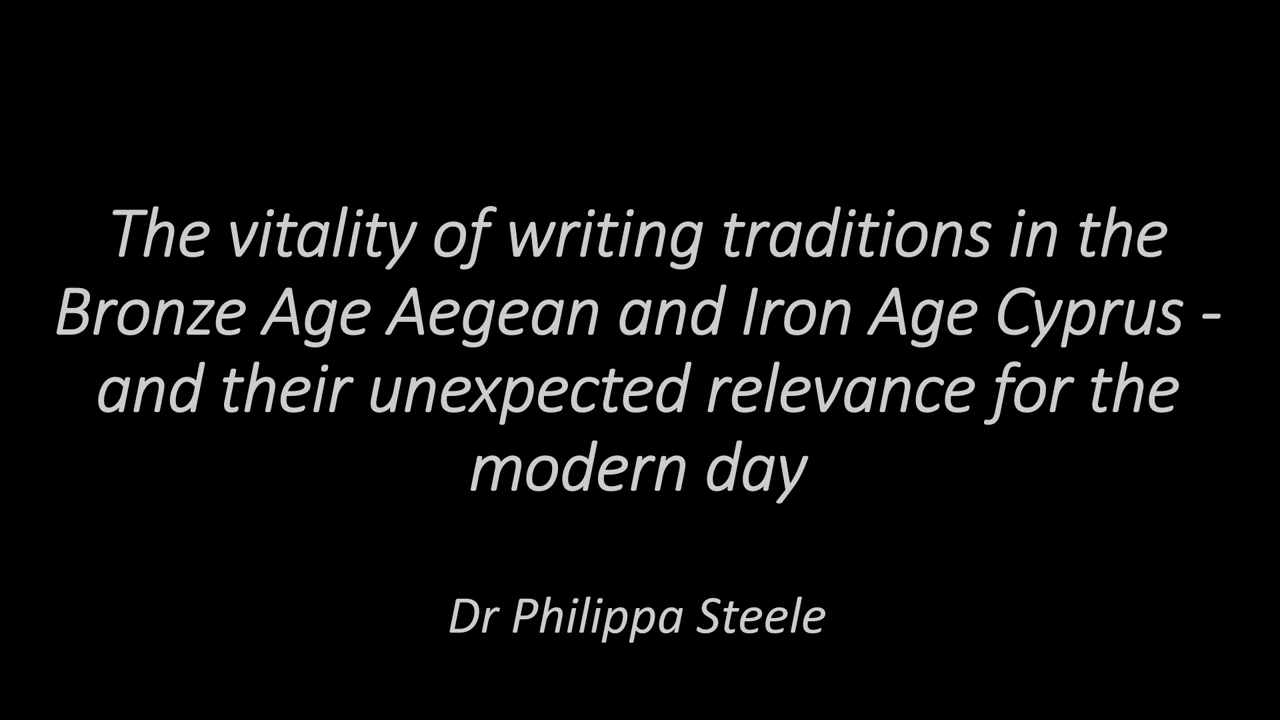 The vitality of writing traditions in the
Bronze Age Aegean and Iron Age Cyprus -
and their unexpected relevance for the
modern day
Dr Philippa Steele